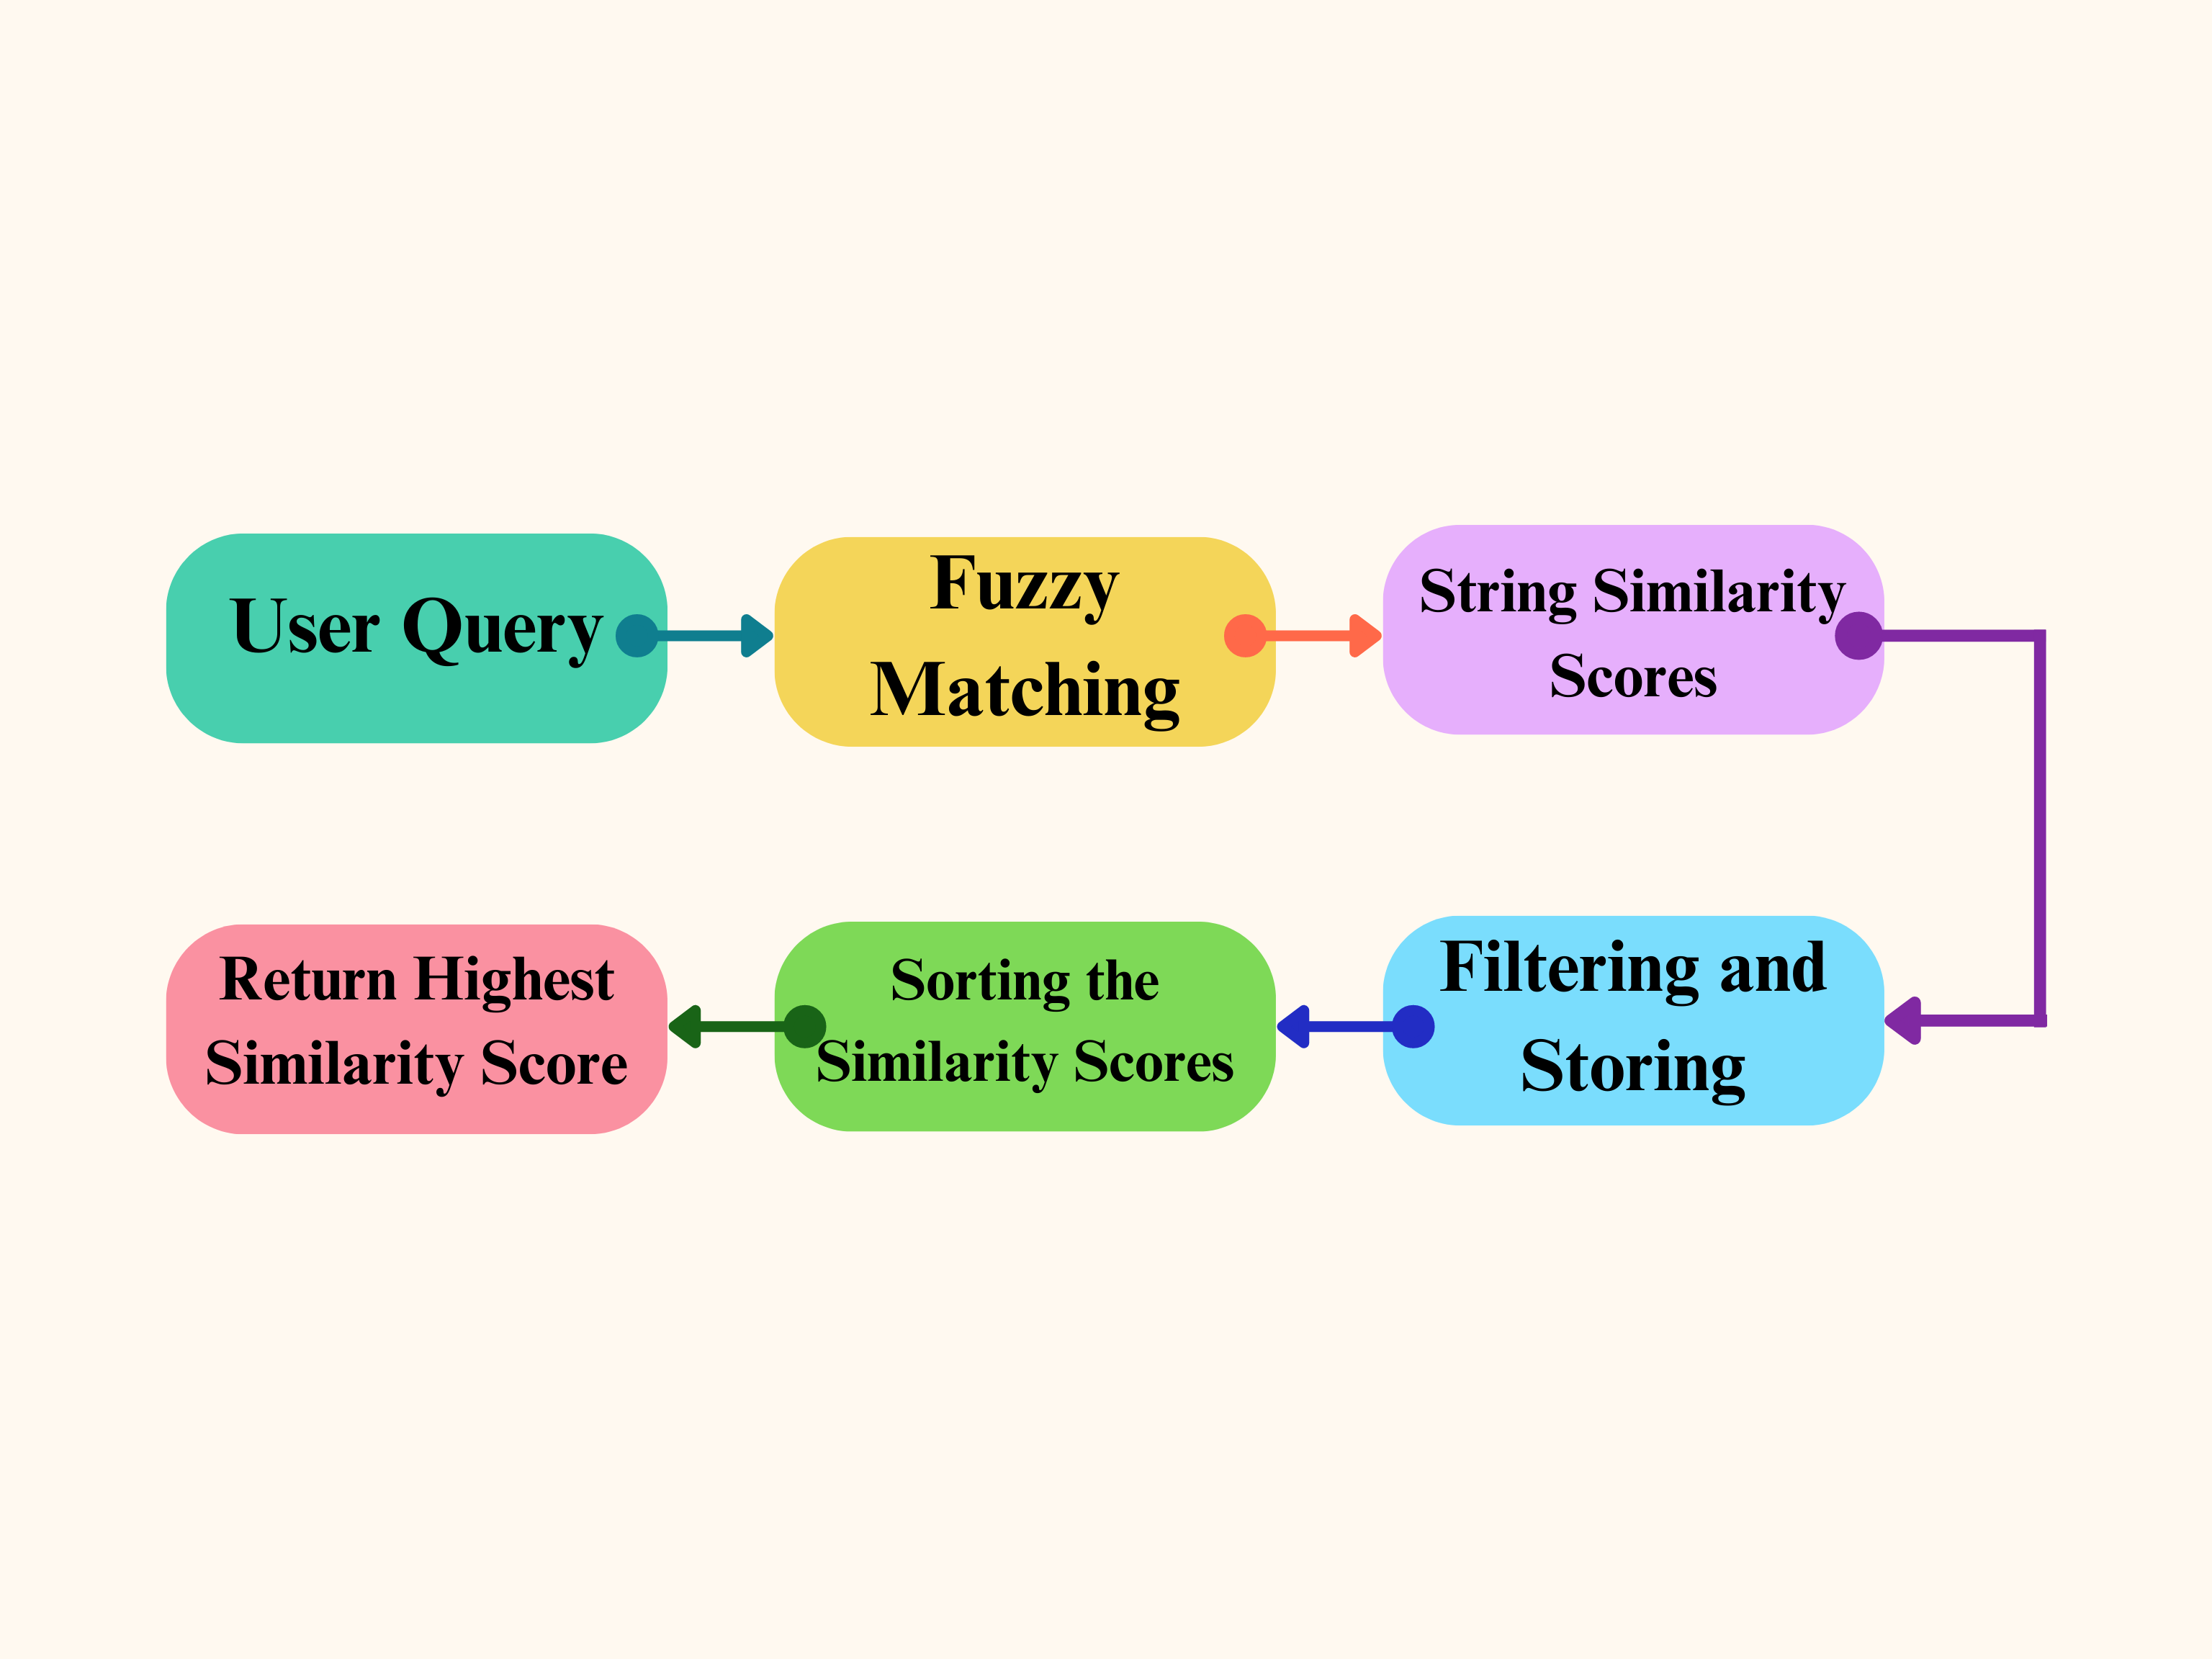 User Query
Fuzzy
Matching
String Similarity
Scores
Filtering and
Storing
Sorting the
Similarity Scores
Return Highest
Similarity Score